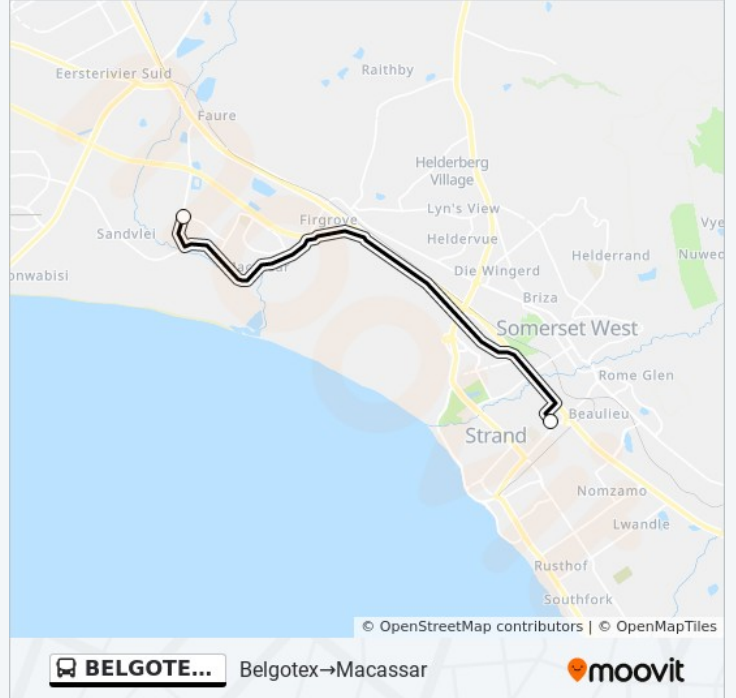 Eersterivier Suid
Raithby
Faure
Helderberg
Village
Lyn's View
Firgrove
Vye
Sandvlei
Heldervue
Helderrand
Nuwe
onwabisi
Die Wingerd
Briza
Somerset West
Rome Glen
Beaulieu
Strand
Nomzamo
Lwandle
Rusthof
Southfork
© OpenStreetMap contributors | © OpenMapTiles
BELGOTE...
Belgotex→Macassar
moovit